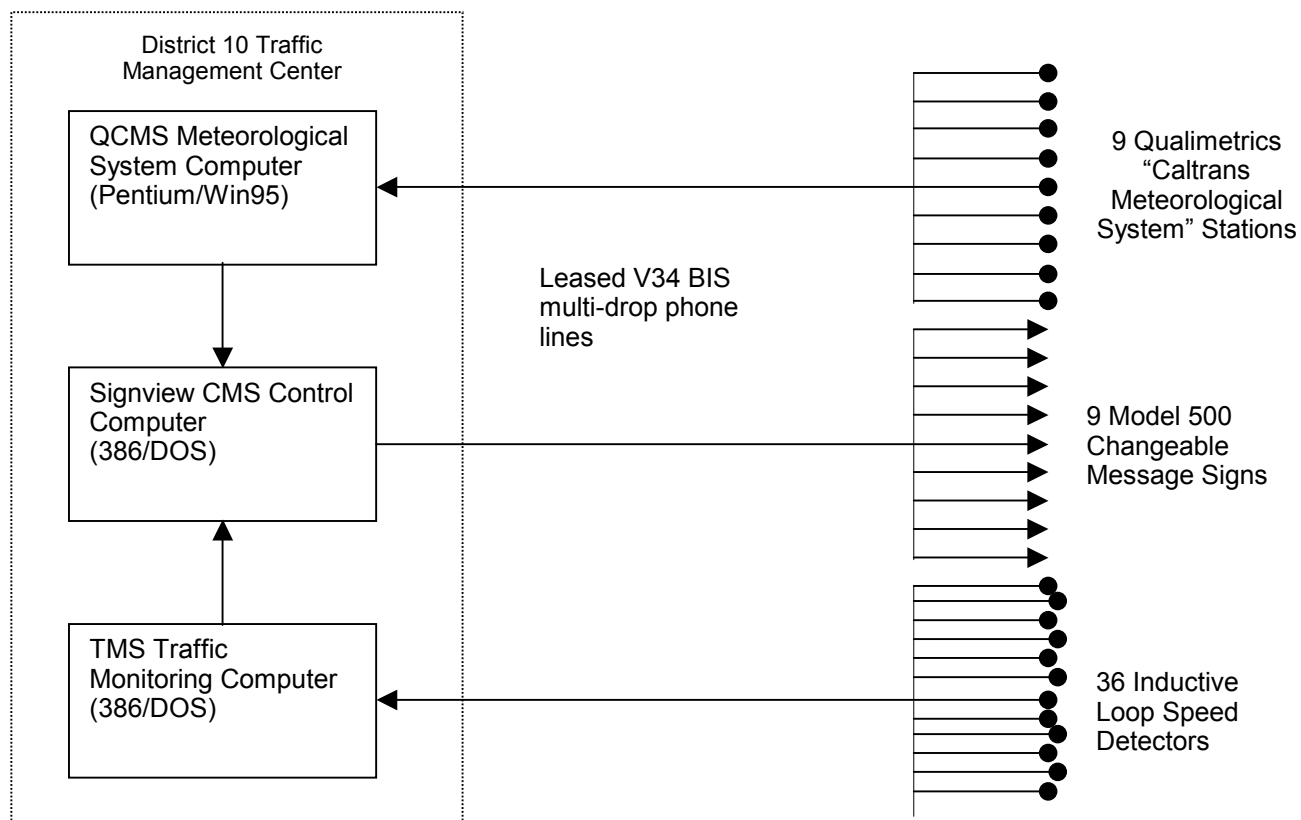 District 10 Traffic
Management Center
QCMS Meteorological
System Computer
(Pentium/Win95)
9 Qualimetrics
“Caltrans
Meteorological
System” Stations
Leased V34 BIS
multi-drop phone
lines
Signview CMS Control
Computer
(386/DOS)
9 Model 500
Changeable
Message Signs
TMS Traffic
Monitoring Computer
(386/DOS)
36 Inductive
Loop Speed
Detectors